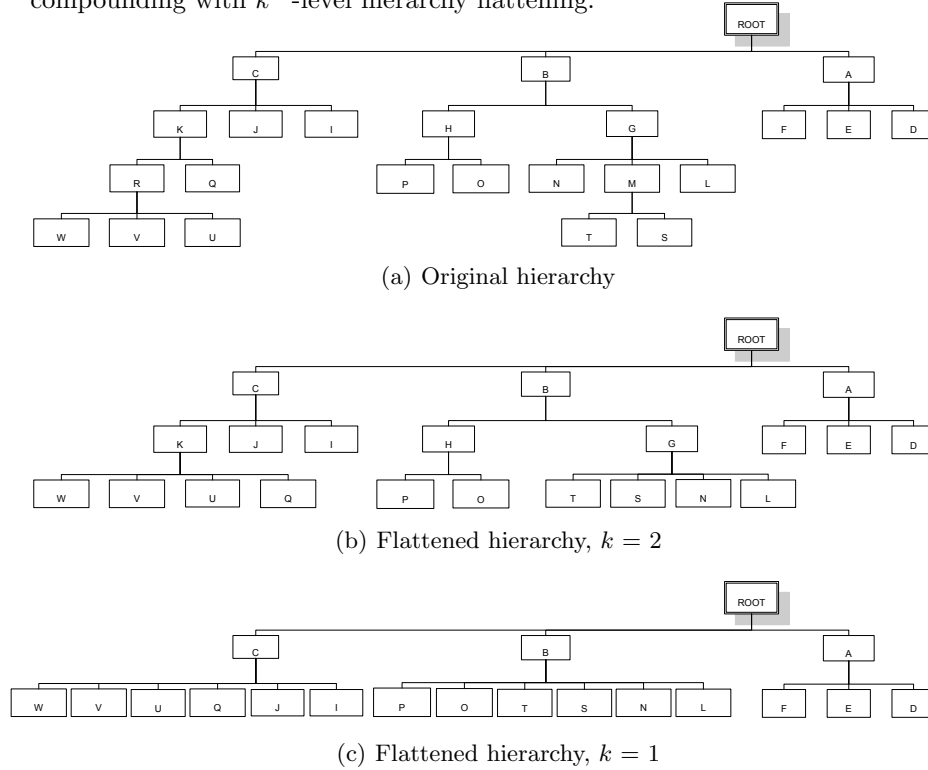 compounding with k -level hierarchy flattening.
ROOT
C B A
K J I H G F E D
R Q P O N M L
W V U T S
(a) Original hierarchy
ROOT
C B A
K J I H G F E D
W V U Q P O T S N L
(b) Flattened hierarchy, k = 2
ROOT
C B A
W V U Q J I P O T S N L F E D
(c) Flattened hierarchy, k = 1